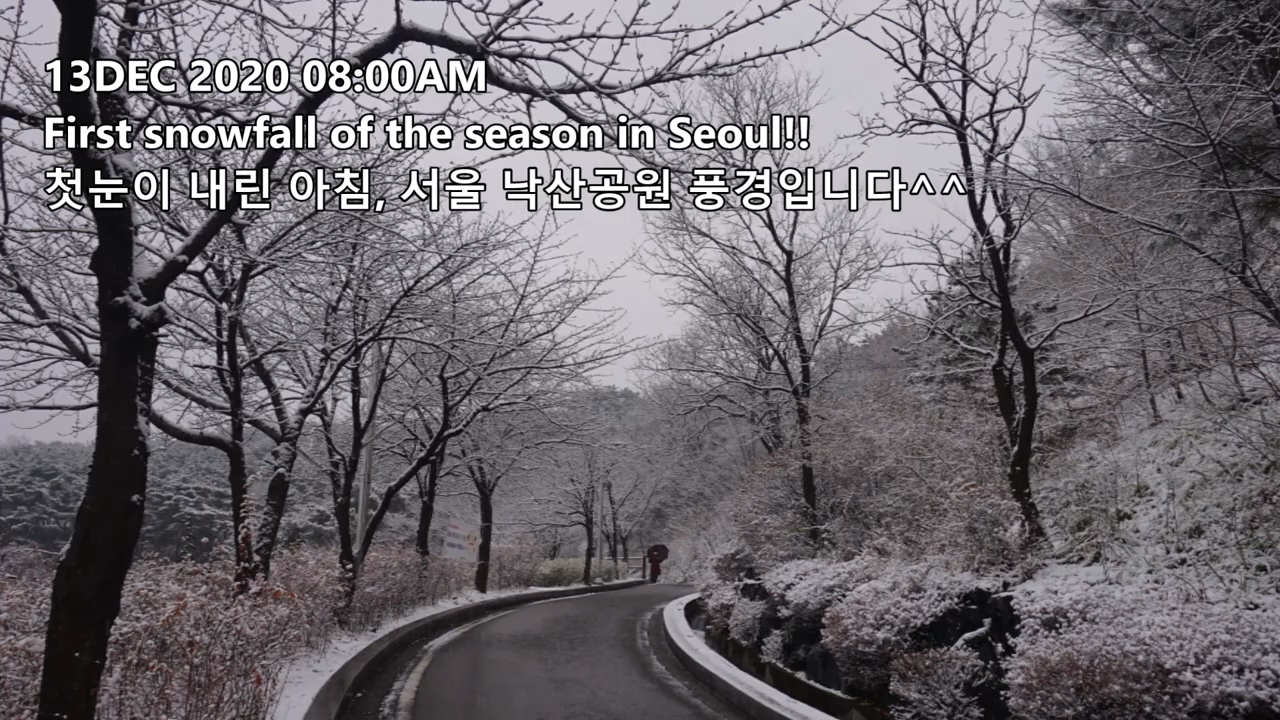 13DEC 2020 08:00AM
First snowfall of the season in Seoul!!
첫눈이 내린 아침, 서울 낙산공원 풍경입니다^^